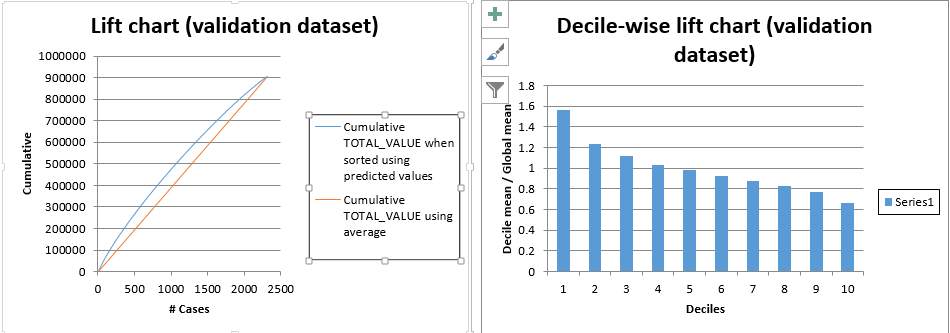 Lift chart (validation dataset)
1000000
900000
800000
700000
600000
500000
400000
300000
200000
100000
0
0 500 1000 1500 2000 2500
Cumulative
# Cases
Cumulative
TOTAL_VALUE when
sorted using
predicted values
Cumulative
TOTAL_VALUE using
average
Decile-wise lift chart (validation
dataset)
1.8
1.6
1.4
1.2
1
0.8
0.6
0.4
0.2
0
1 2 3 4 5 6 7 8 9 10
Decile mean / Global mean
Deciles
Series1